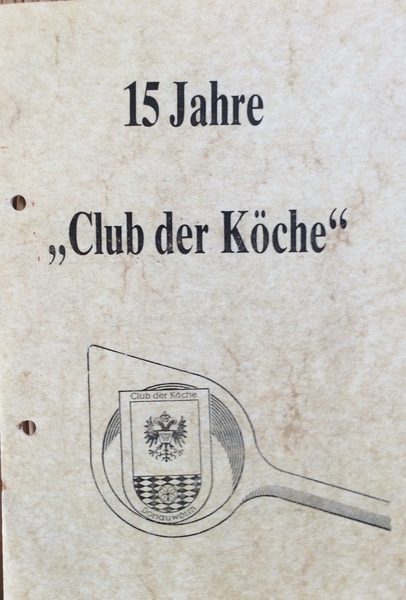 15 Jahre
„Club der Köche“
Club der Köche
Donauwörth